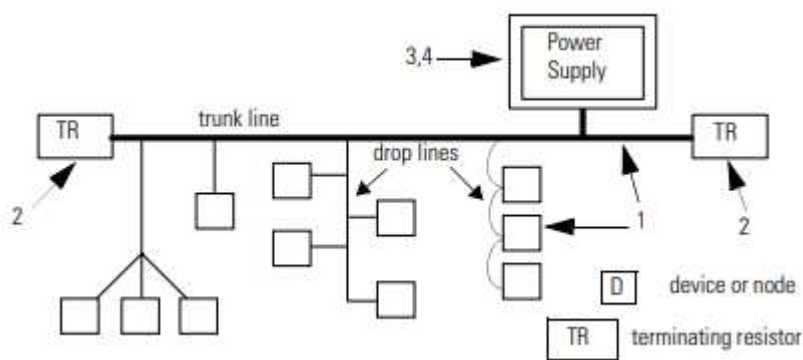 Power
Supply
3,4
trunk line
TR
TR
drop lines
2
1
2
D
device or node
TR
terminating resistor